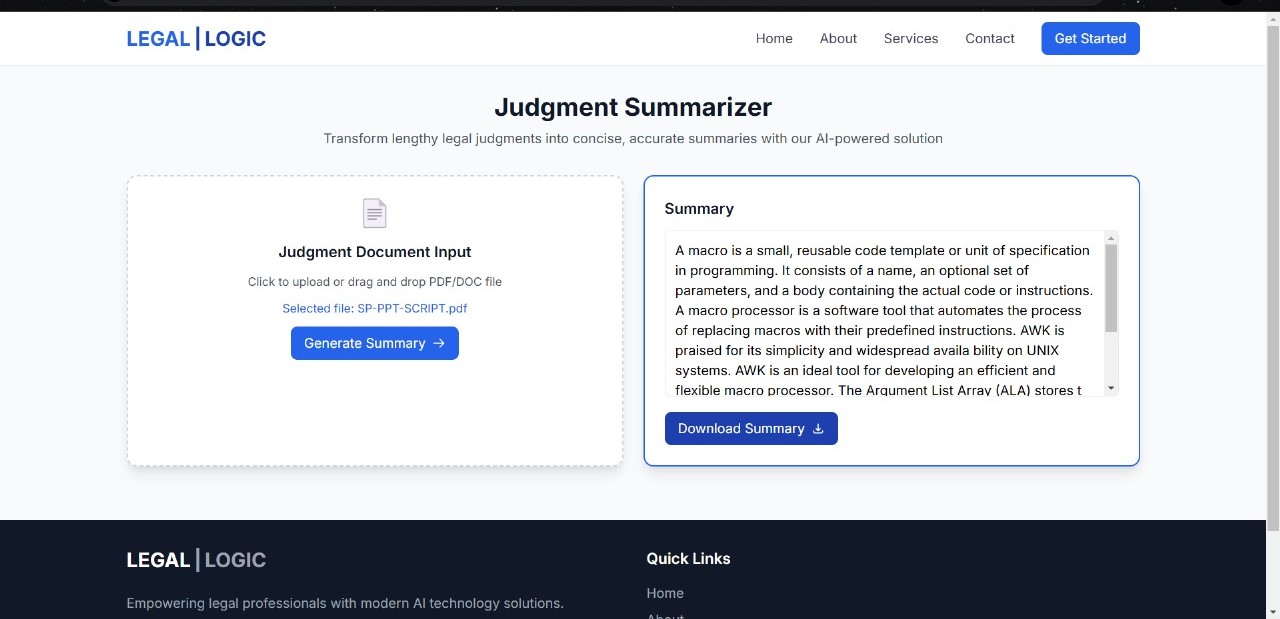 LEGAL | LOGIC
Home About Services Contact Get Started
Judgment Summarizer
Transform lengthy legal judgments into concise, accurate summaries with our AI-powered solution
Judgment Document Input
Click to upload or drag and drop PDF/DOC file
Selected file: SP-PPT-SCRIPT.pdf
Generate Summary →
Summary
A macro is a small, reusable code template or unit of specification
in programming. It consists of a name, an optional set of
parameters, and a body containing the actual code or instructions.
A macro processor is a software tool that automates the process
of replacing macros with their predefined instructions. AWK is
praised for its simplicity and widespread availa bility on UNIX
systems. AWK is an ideal tool for developing an efficient and
flexible macro processor. The Argument List Array (ALA) stores t
Download Summary
LEGAL | LOGIC
Empowering legal professionals with modern AI technology solutions.
Quick Links
Home
About